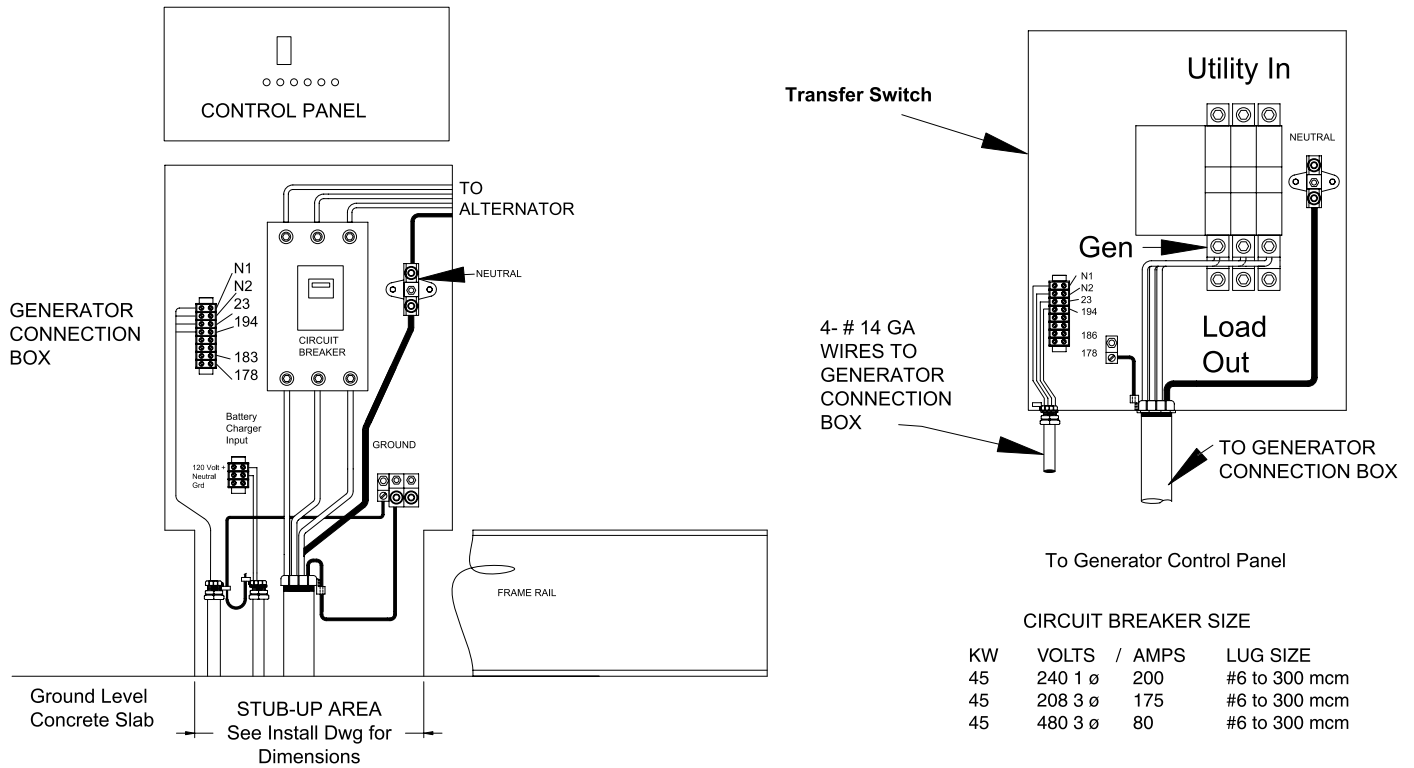 CONTROL PANEL
TO
ALTERNATOR
NEUTRAL
N1
N2
23
194
183
178
GENERATOR
CONNECTION
BOX
CIRCUIT
BREAKER
Battery
Charger
Input
120 Volt +
Neutral
Grd
GROUND
FRAME RAIL
Ground Level
Concrete Slab
STUB-UP AREA
See Install Dwg for
Dimensions
Transfer Switch
Utility In
NEUTRAL
Gen
N1
N2
23
194
186
178
Load
Out
4- # 14 GA
WIRES TO
GENERATOR
CONNECTION
BOX
TO GENERATOR
CONNECTION BOX
To Generator Control Panel
CIRCUIT BREAKER SIZE
KW VOLTS / AMPS LUG SIZE
45 240 1 ø 200 #6 to 300 mcm
45 208 3 ø 175 #6 to 300 mcm
45 480 3 ø 80 #6 to 300 mcm